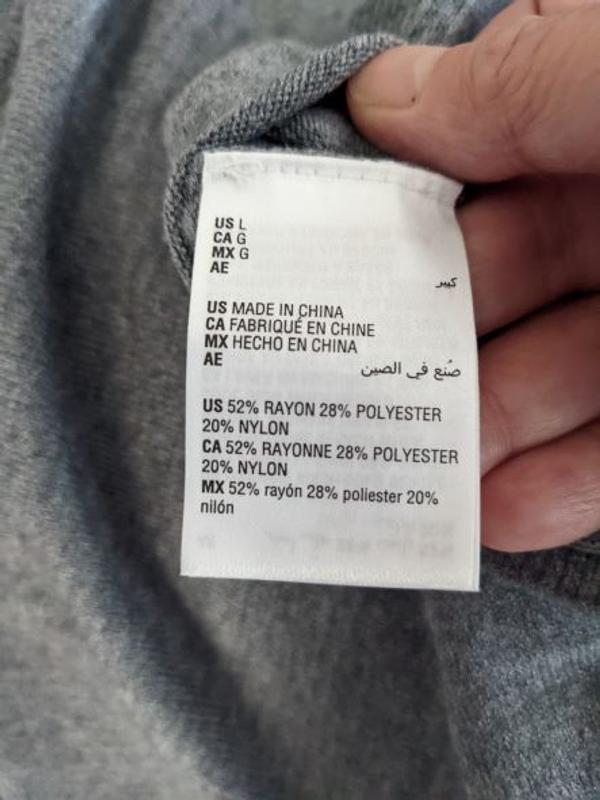 US L
CA G
MX G
AE
كبير
US MADE IN CHINA
CA FABRIQUÉ EN CHINE
MX HECHO EN CHINA
AE
صُنع في الصين
US 52% RAYON 28% POLYESTER
20% NYLON
CA 52% RAYONNE 28% POLYESTER
20% NYLON
MX 52% rayón 28% poliester 20%
nilón